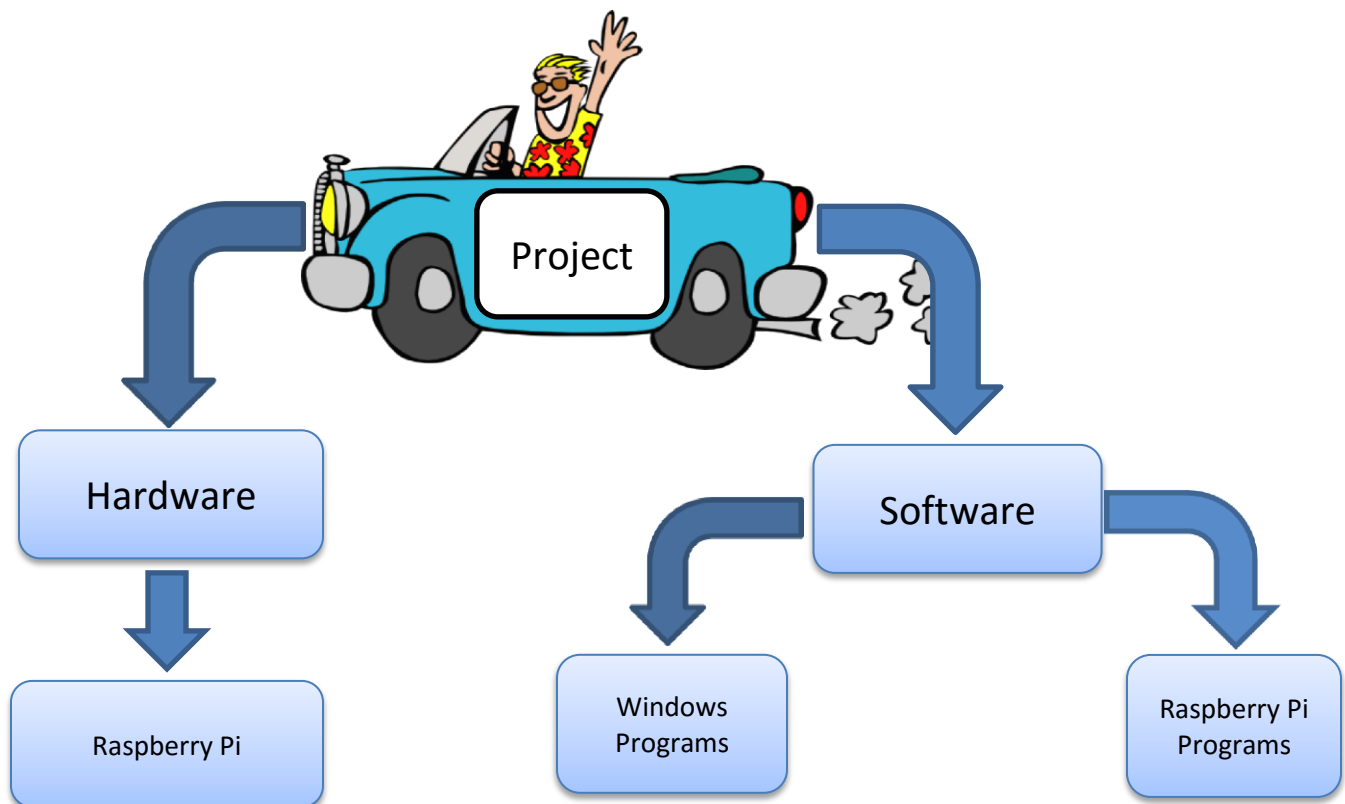 Project
Hardware
Software
Raspberry Pi
Windows
Programs
Raspberry Pi
Programs